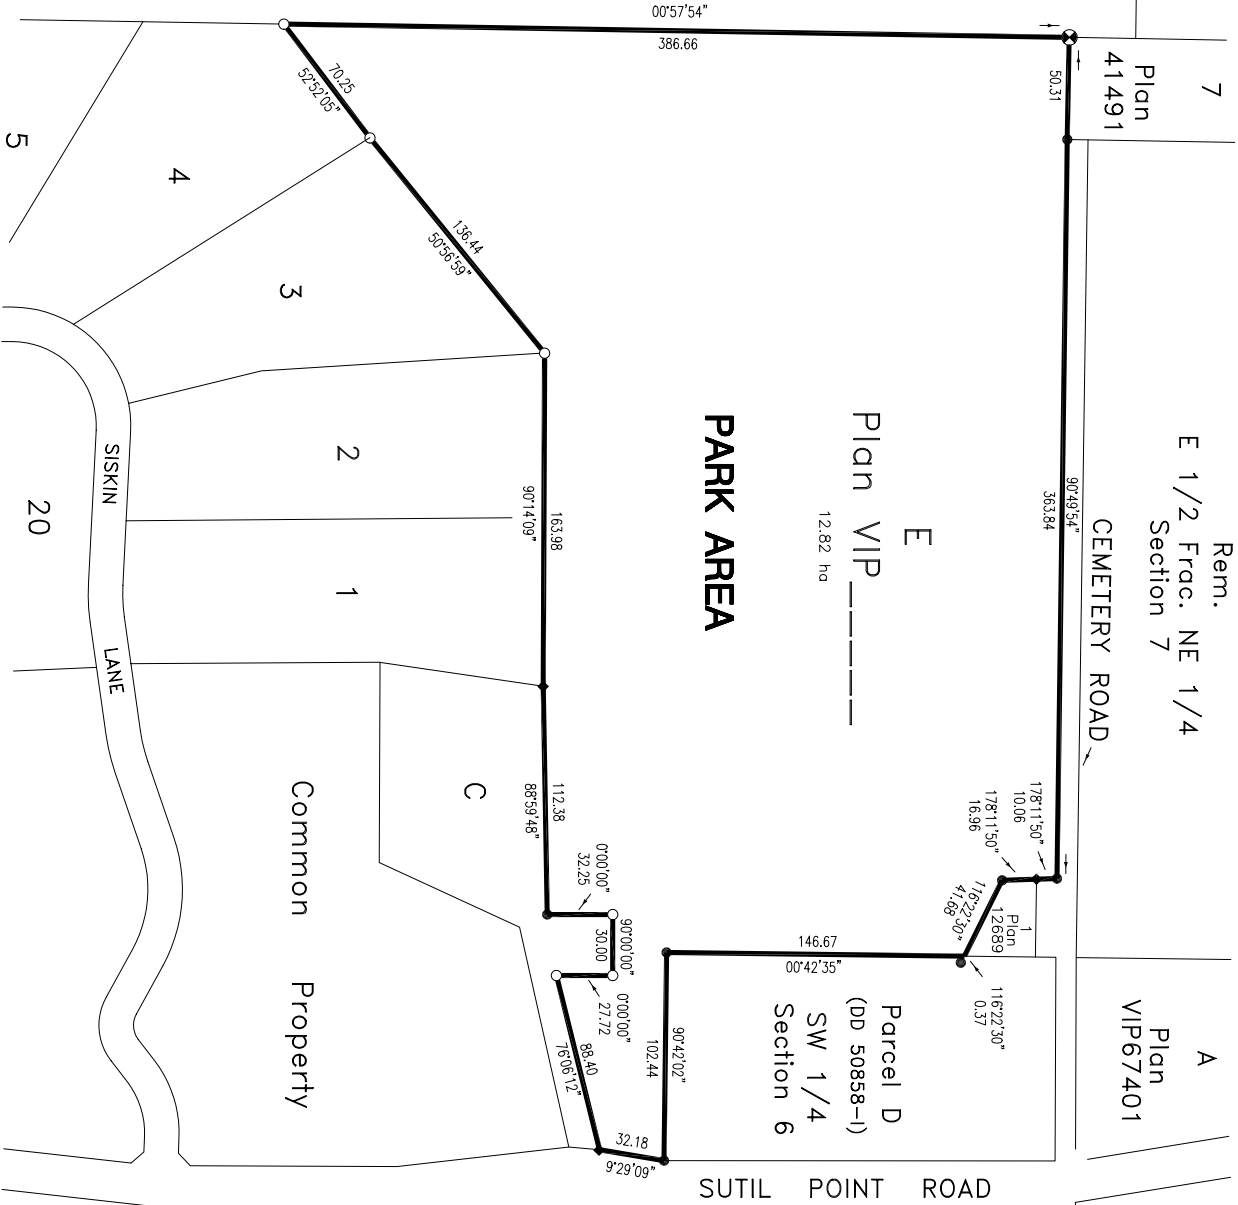 00°57'54"
386.66
7
Plan
41491
50.31
70.25
52°52'05"
5
4
136.44
50°56'59"
3
Rem.
E 1/2 Frac. NE 1/4
Section 7
CEMETERY ROAD
90°49'54"
363.84
E
Plan VIP______
12.82 ha
PARK AREA
163.98
90°14'09"
2
1
SISKIN
LANE
20
178°11'50"
10.06
178°11'50"
16.96
116°22'30"
41.68
1
Plan
12689
112.38
88°59'48"
C
0°00'00"
32.25
90°00'00"
30.00
0°00'00"
27.72
146.67
00°42'35"
116°22'30"
0.37
A
Plan
VIP67401
Parcel D
(DD 50858-I)
SW 1/4
Section 6
90°42'02"
102.44
88.40
76°06'12"
32.18
9°29'09"
Common Property
SUTIL POINT ROAD